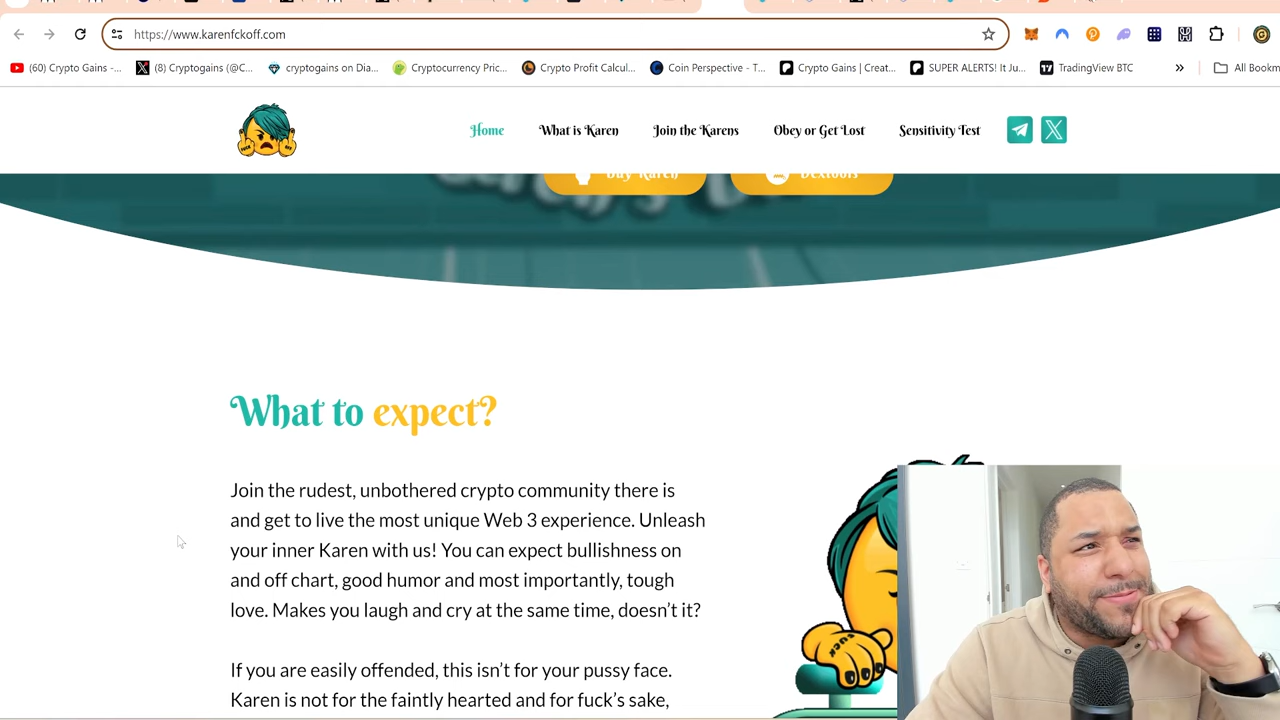 https://www.karenfckoff.com
(60) Crypto Gains -...
(8) Cryptogains (@C...
cryptogains on Dia...
Cryptocurrency Pric...
Crypto Profit Calcul...
Coin Perspective - T...
Crypto Gains | Creat...
SUPER ALERTS! It Ju...
TradingView BTC
»
All Bookm
Home
What is Karen
Join the Karens
Obey or Get Lost
Sensitivity Test
Buy Karen
Dextools
What to expect?
Join the rudest, unbothered crypto community there is
and get to live the most unique Web 3 experience. Unleash
your inner Karen with us! You can expect bullishness on
and off chart, good humor and most importantly, tough
love. Makes you laugh and cry at the same time, doesn't it?
If you are easily offended, this isn't for your pussy face.
Karen is not for the faintly hearted and for fuck's sake,
FUCK